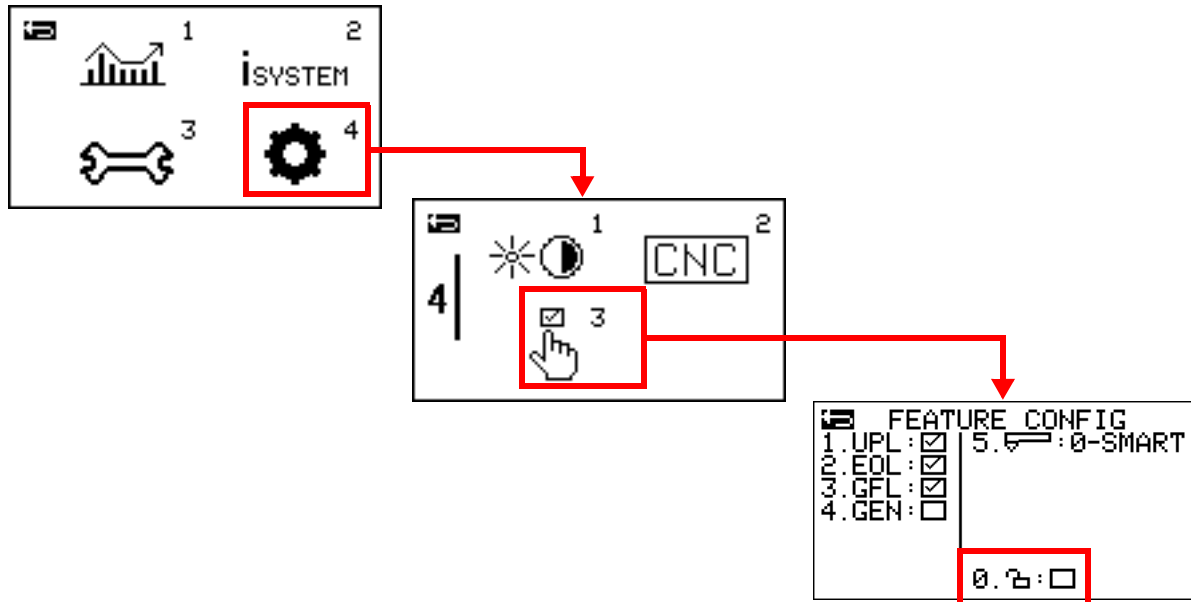 1
2
iSYSTEM
3
4
1
2
CNC
4
3
FEATURE CONFIG
1.UPL:☑
2.EOL:☑
3.GFL:☑
4.GEN:☐
5. :0-SMART
0. :☐